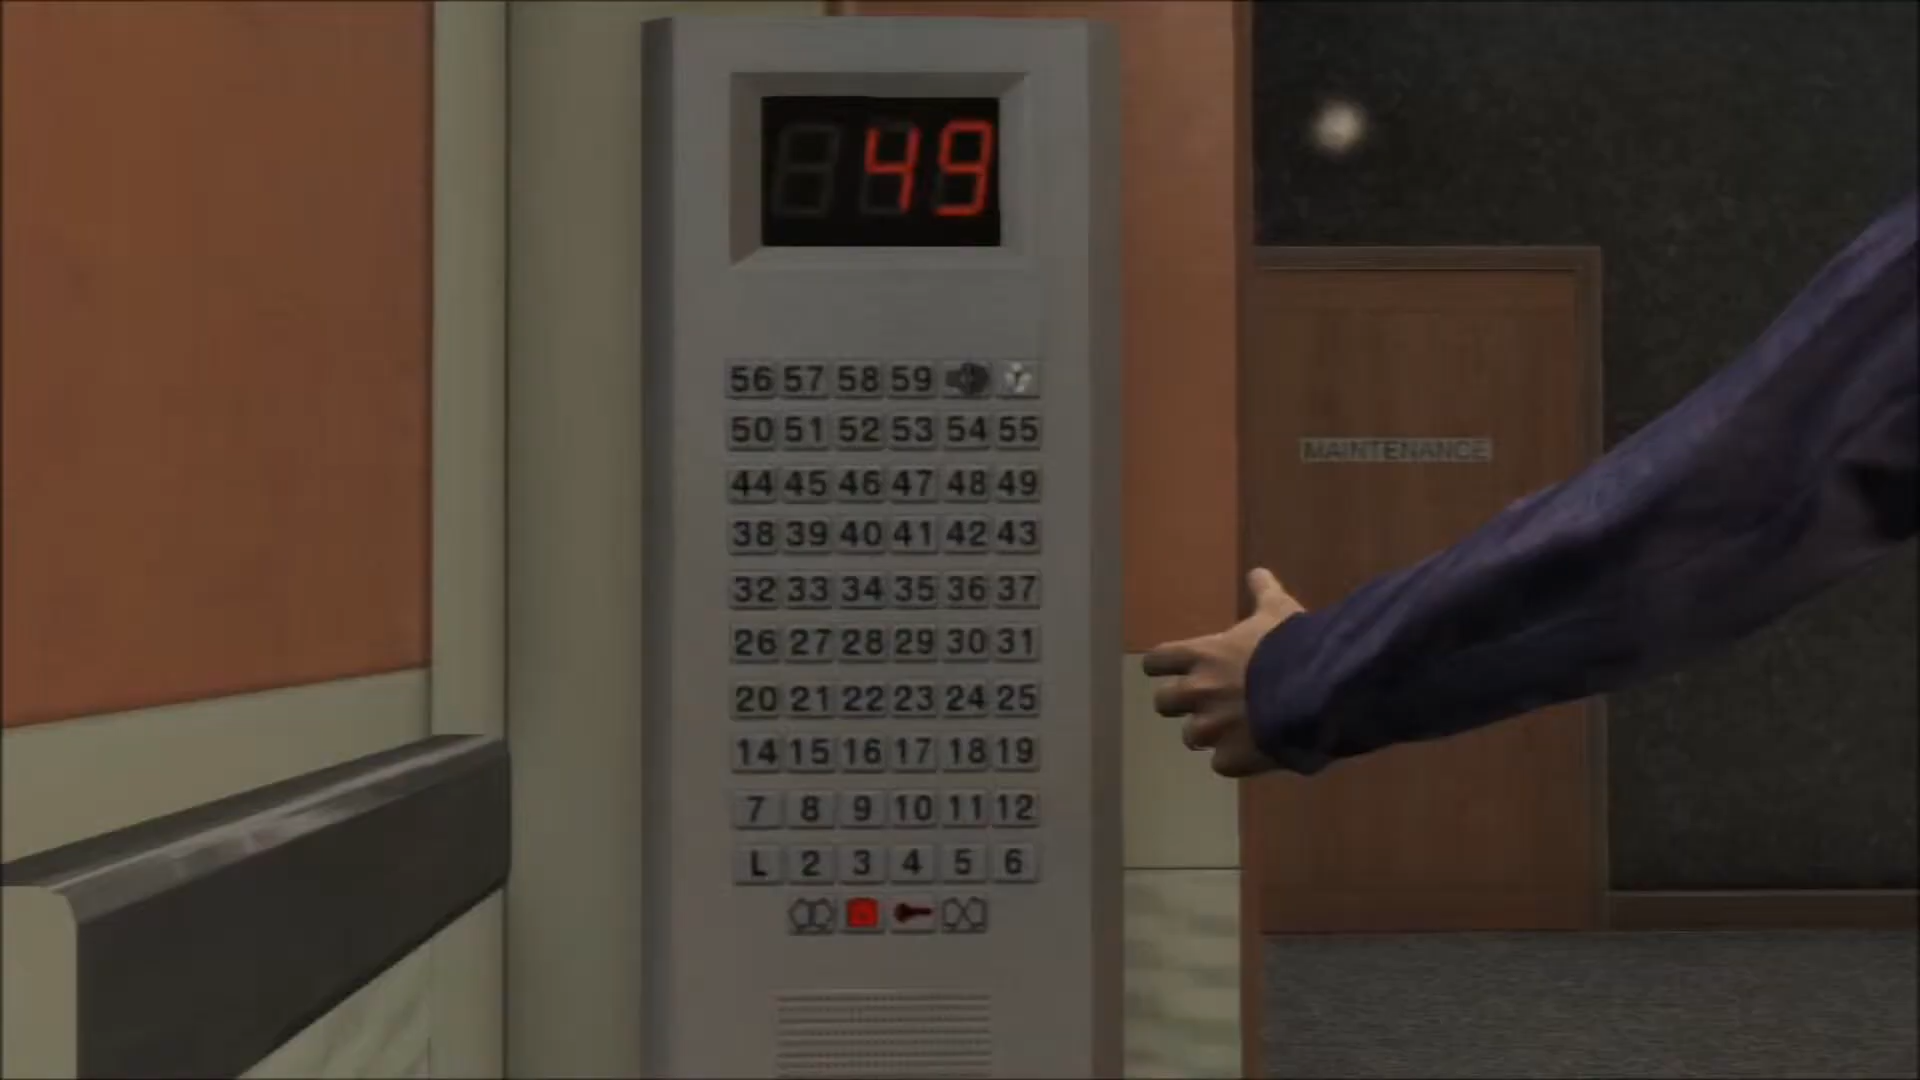 49
56 57 58 59
50 51 52 53 54 55
44 45 46 47 48 49
38 39 40 41 42 43
32 33 34 35 36 37
26 27 28 29 30 31
20 21 22 23 24 25
14 15 16 17 18 19
7 8 9 10 11 12
L 2 3 4 5 6
MAINTENANCE